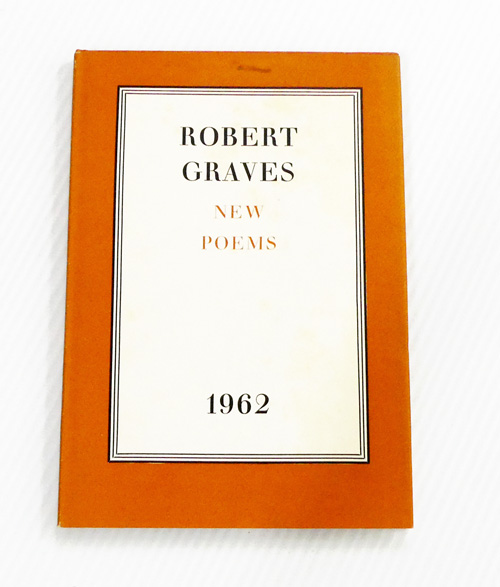 ROBERT
GRAVES
NEW
POEMS
1962